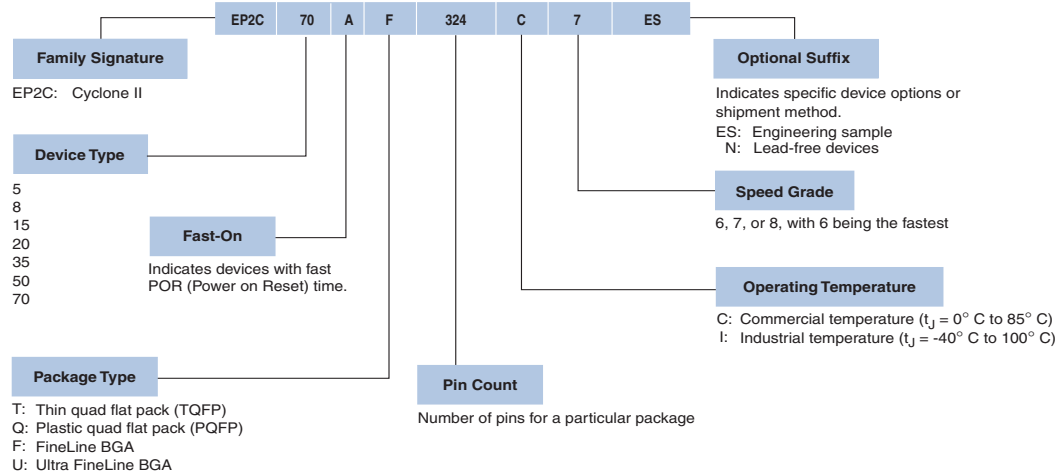 EP2C 70 A F 324 C 7 ES
Family Signature
EP2C: Cyclone II
Device Type
5
8
15
20
35
50
70
Fast-On
Indicates devices with fast
POR (Power on Reset) time.
Package Type
T: Thin quad flat pack (TQFP)
Q: Plastic quad flat pack (PQFP)
F: FineLine BGA
U: Ultra FineLine BGA
Pin Count
Number of pins for a particular package
Optional Suffix
Indicates specific device options or
shipment method.
ES: Engineering sample
N: Lead-free devices
Speed Grade
6, 7, or 8, with 6 being the fastest
Operating Temperature
C: Commercial temperature (tJ = 0° C to 85° C)
I: Industrial temperature (tJ = -40° C to 100° C)